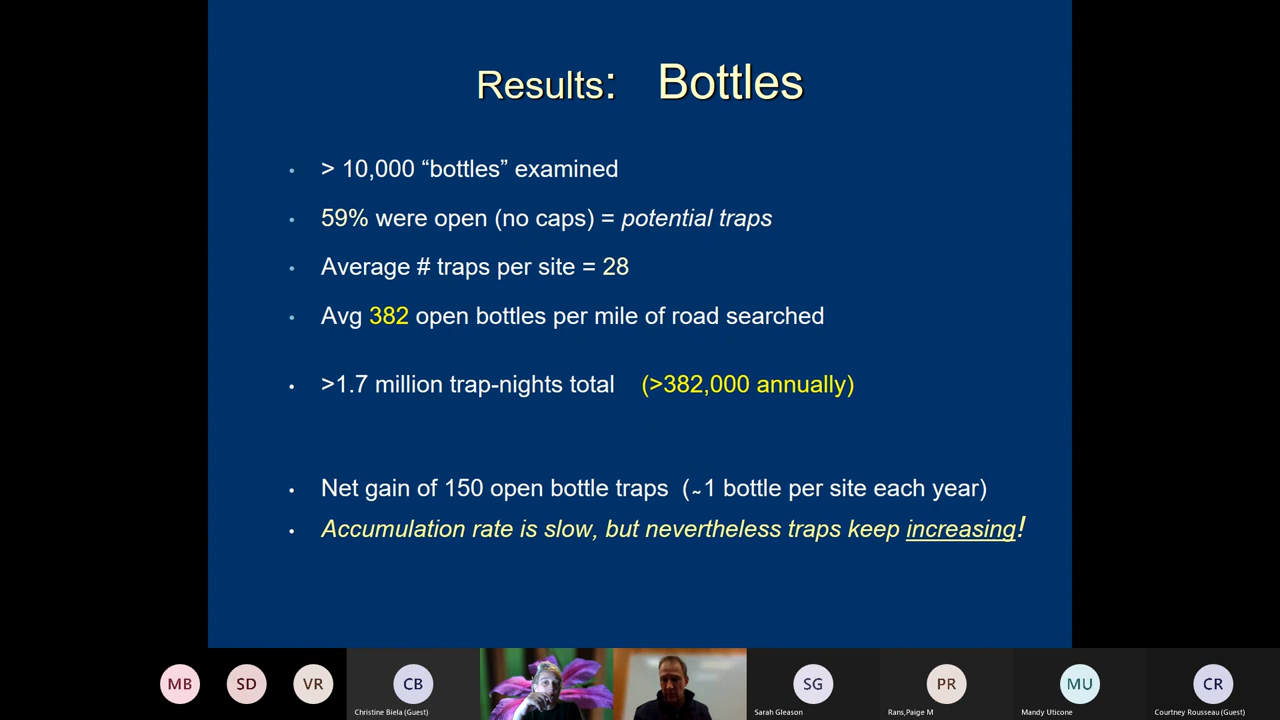 Results: Bottles
> 10,000 “bottles” examined
59% were open (no caps) = potential traps
Average # traps per site = 28
Avg 382 open bottles per mile of road searched
>1.7 million trap-nights total (>382,000 annually)
Net gain of 150 open bottle traps (~1 bottle per site each year)
Accumulation rate is slow, but nevertheless traps keep increasing!
MB SD VR CB SG PR MU CR
Christine Biela (Guest) Sarah Gleason Rans,Paige M Mandy Uticone Courtney Rousseau (Guest)